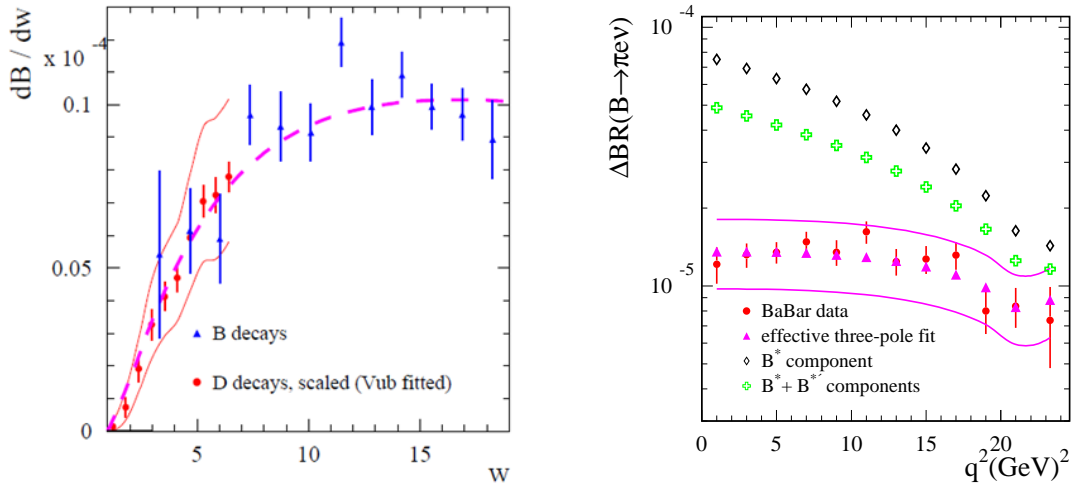 dB / dw
x 10 -4
0.1
0.05
0
5
10
15
W
B decays
D decays, scaled (Vub fitted)
ΔBR(B→πeν)
10 -4
10 -5
BaBar data
effective three-pole fit
B* component
B* + B*′ components
0
5
10
15
20
25
q²(GeV)²